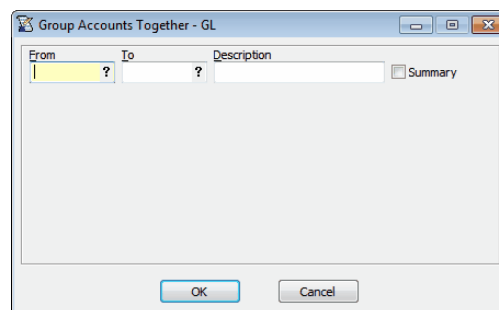 Group Accounts Together - GL
From To Description
? ? Summary
OK Cancel